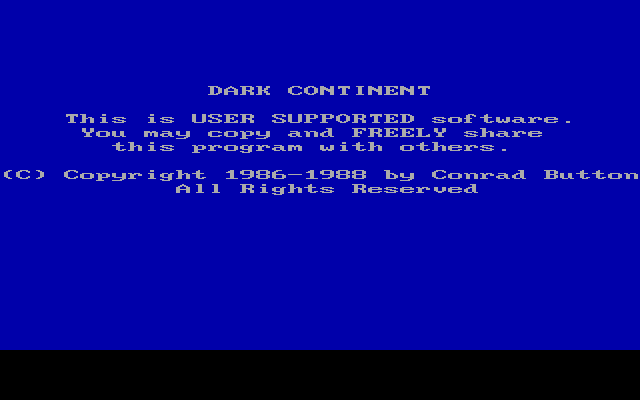 DARK CONTINENT
This is USER SUPPORTED software.
You may copy and FREELY share
this program with others.
(C) Copyright 1986-1988 by Conrad Button
All Rights Reserved